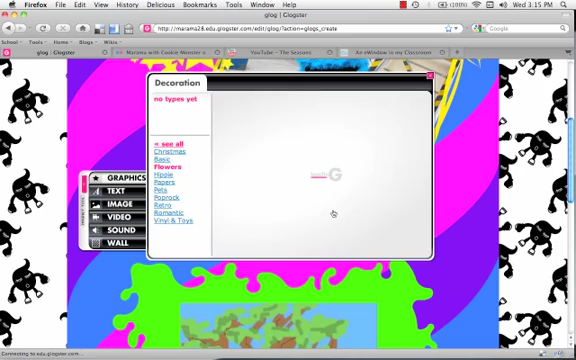 Firefox File Edit View History Bookmarks Delicious Tools Window Help (100%) Wed 3:15 PM
glog | Glogster
http://marama28.edu.glogster.com/edit/glog/?action=glogs_create
Google
School Tools Home Bikes Blogs Wikis
glog | Glogster
Marama with Cookie Monster o
YouTube – The Seasons
An eWindow in my Classroom
Decoration
no types yet
« see all
Christmas
Basic
Flowers
Hippie
Papers
Pets
Poprock
Retro
Romantic
Vinyl & Toys
G
GRAPHICS
TEXT
IMAGE
VIDEO
SOUND
WALL
Connecting to edu.glogster.com...